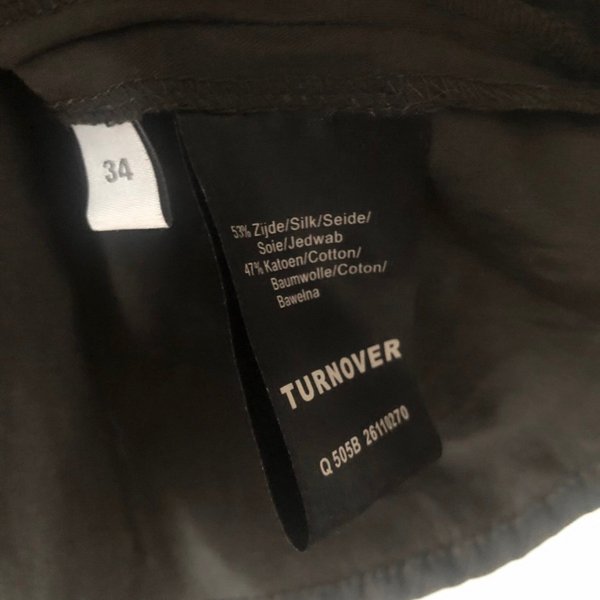 34
53% Zijde/Silk/Seide/
Soie/Jedwab
47% Katoen/Cotton/
Baumwolle/Coton/
Bawełna
TURNOVER
Q 505B 26110270